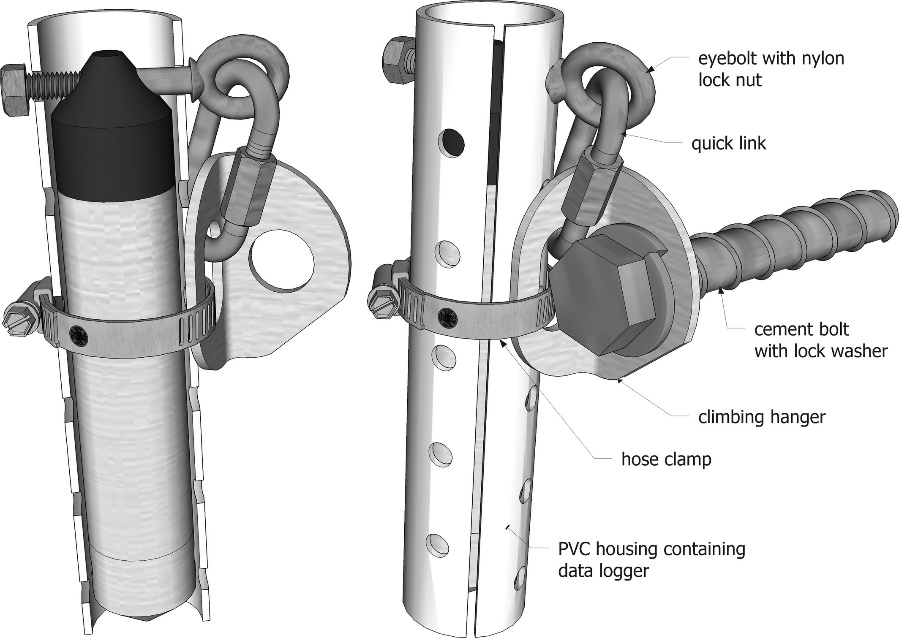 eyebolt with nylon
lock nut
quick link
cement bolt
with lock washer
climbing hanger
hose clamp
PVC housing containing
data logger